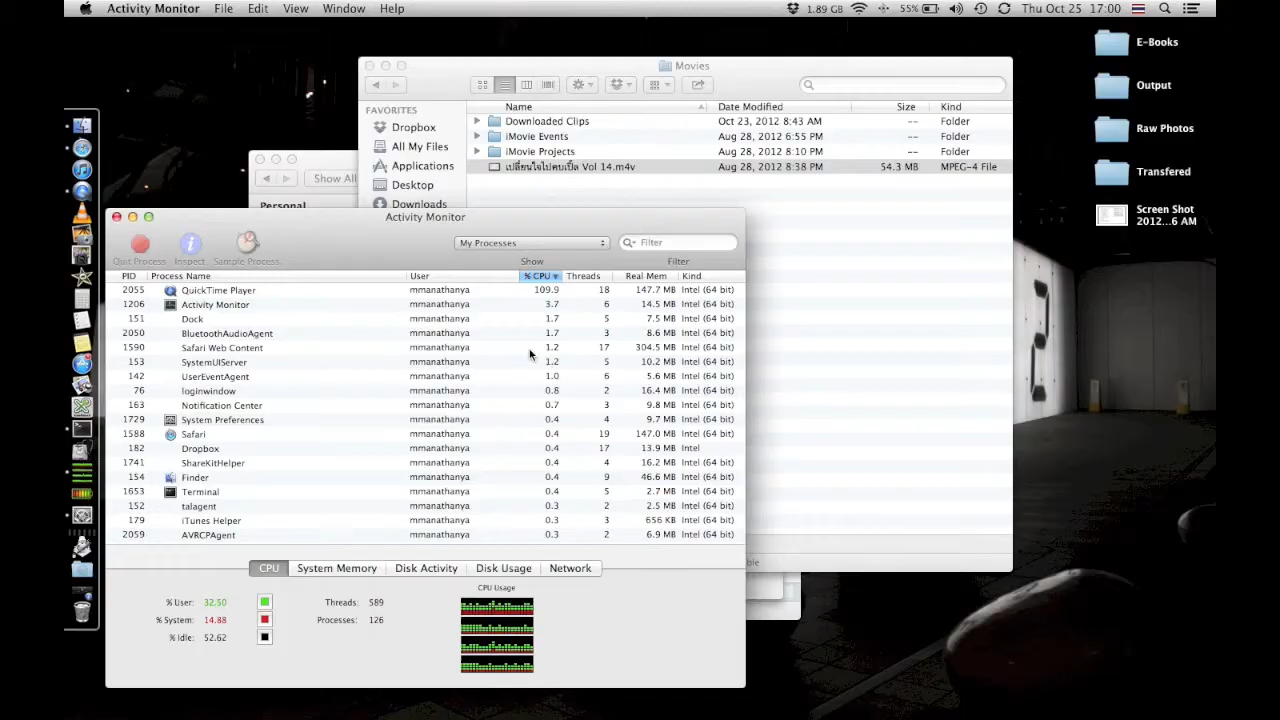 Activity Monitor File Edit View Window Help 1.89 GB 55% Thu Oct 25 17:00
E-Books
Output
Raw Photos
Transfered
Screen Shot
2012...6 AM
Movies
FAVORITES
Dropbox
All My Files
Applications
Desktop
Downloads
Name Date Modified Size Kind
Downloaded Clips Oct 23, 2012 8:43 AM -- Folder
iMovie Events Aug 28, 2012 6:55 PM -- Folder
iMovie Projects Aug 28, 2012 8:10 PM -- Folder
เปลี่ยนใจไปคบเป็ด Vol 14.m4v Aug 28, 2012 8:38 PM 54.3 MB MPEG-4 File
Show All
Personal
Activity Monitor
My Processes Filter
Quit Process Inspect Sample Process Show Filter
PID Process Name User % CPU Threads Real Mem Kind
2055 QuickTime Player mmanathanya 109.9 18 147.7 MB Intel (64 bit)
1206 Activity Monitor mmanathanya 3.7 6 14.5 MB Intel (64 bit)
151 Dock mmanathanya 1.7 5 7.5 MB Intel (64 bit)
2050 BluetoothAudioAgent mmanathanya 1.7 3 8.6 MB Intel (64 bit)
1590 Safari Web Content mmanathanya 1.2 17 304.5 MB Intel (64 bit)
153 SystemUIServer mmanathanya 1.2 5 10.2 MB Intel (64 bit)
142 UserEventAgent mmanathanya 1.0 6 5.6 MB Intel (64 bit)
76 loginwindow mmanathanya 0.8 2 16.4 MB Intel (64 bit)
163 Notification Center mmanathanya 0.7 3 9.8 MB Intel (64 bit)
1729 System Preferences mmanathanya 0.4 4 9.7 MB Intel (64 bit)
1588 Safari mmanathanya 0.4 19 147.0 MB Intel (64 bit)
182 Dropbox mmanathanya 0.4 17 13.9 MB Intel
1741 ShareKitHelper mmanathanya 0.4 4 16.2 MB Intel (64 bit)
154 Finder mmanathanya 0.4 9 46.6 MB Intel (64 bit)
1653 Terminal mmanathanya 0.4 5 2.7 MB Intel (64 bit)
152 talagent mmanathanya 0.3 2 2.5 MB Intel (64 bit)
179 iTunes Helper mmanathanya 0.3 3 656 KB Intel (64 bit)
2059 AVRCPAgent mmanathanya 0.3 2 6.9 MB Intel (64 bit)
CPU System Memory Disk Activity Disk Usage Network
CPU Usage
% User: 32.50 Threads: 589
% System: 14.88 Processes: 126
% Idle: 52.62